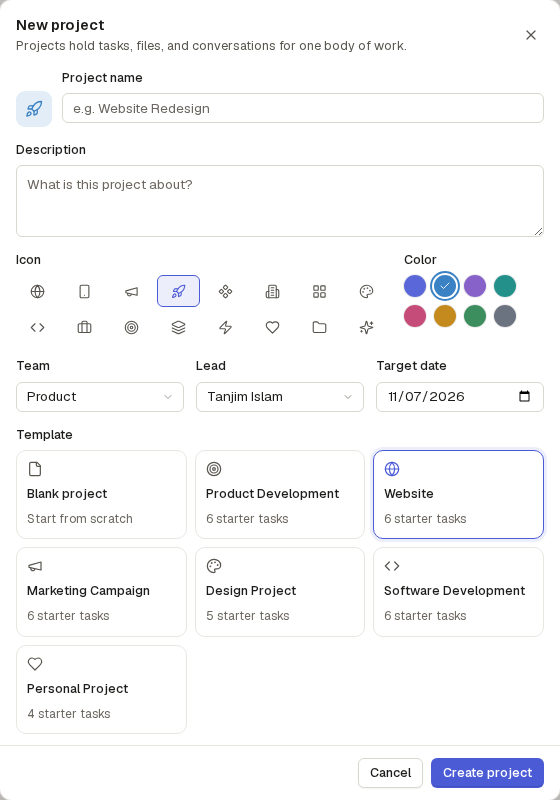 New project
Projects hold tasks, files, and conversations for one body of work.
Project name
e.g. Website Redesign
Description
What is this project about?
Icon
Color
Team
Lead
Target date
Product
Tanjim Islam
11/07/2026
Template
Blank project
Start from scratch
Product Development
6 starter tasks
Website
6 starter tasks
Marketing Campaign
6 starter tasks
Design Project
5 starter tasks
Software Development
6 starter tasks
Personal Project
4 starter tasks
Cancel
Create project